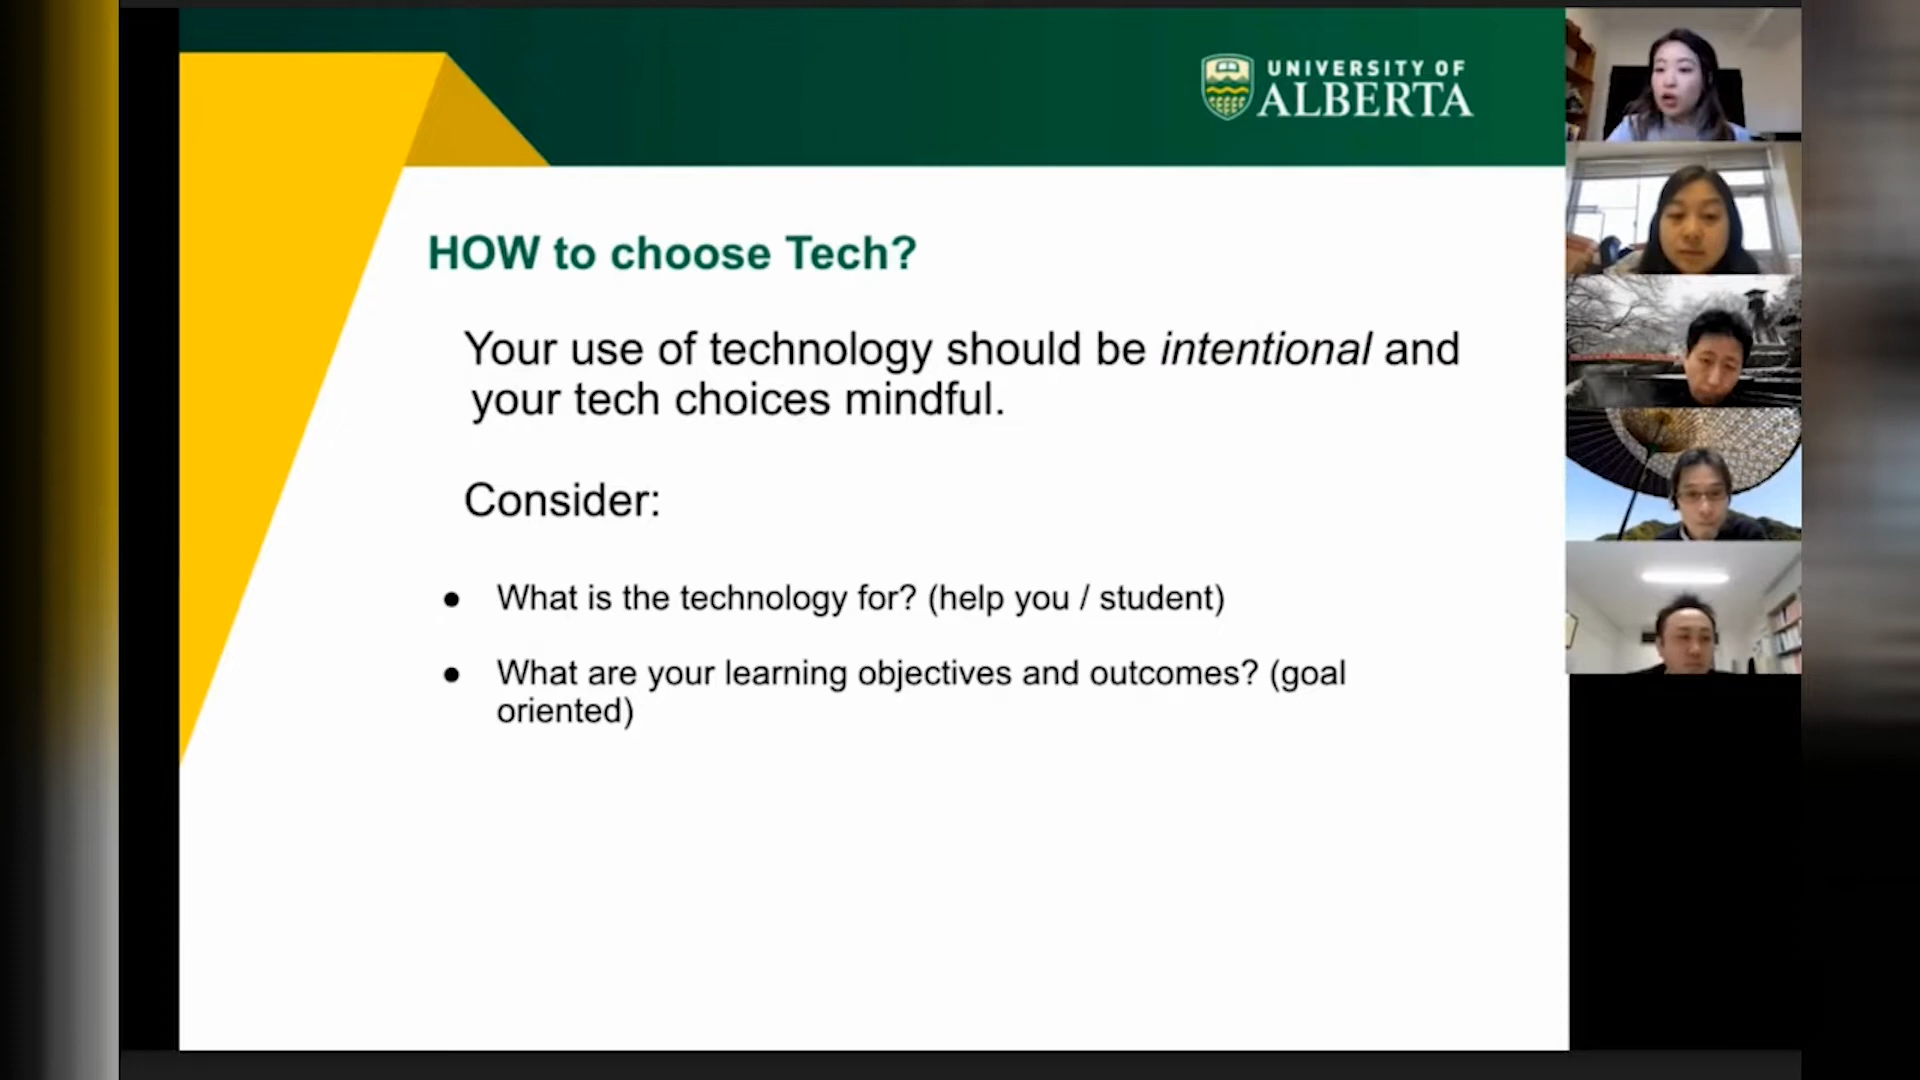 UNIVERSITY OF
ALBERTA
HOW to choose Tech?
Your use of technology should be intentional and
your tech choices mindful.
Consider:
● What is the technology for? (help you / student)
● What are your learning objectives and outcomes? (goal
oriented)